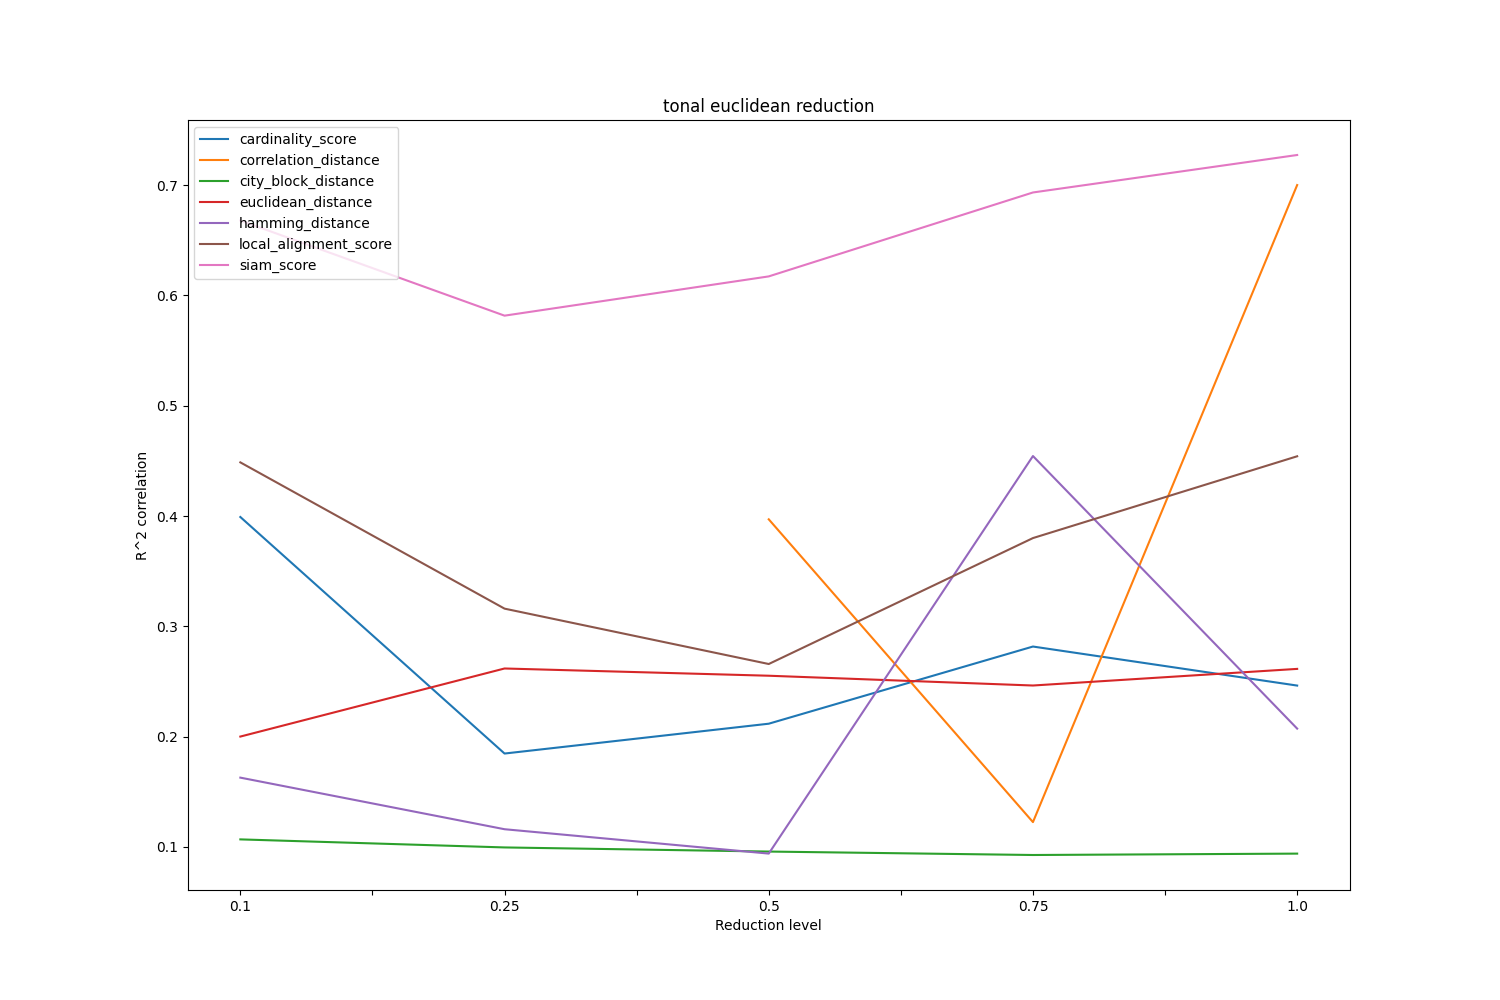 tonal euclidean reduction
cardinality_score
correlation_distance
city_block_distance
euclidean_distance
hamming_distance
local_alignment_score
siam_score
0.7
0.6
0.5
0.4
0.3
0.2
0.1
R^2 correlation
0.1 0.25 0.5 0.75 1.0
Reduction level